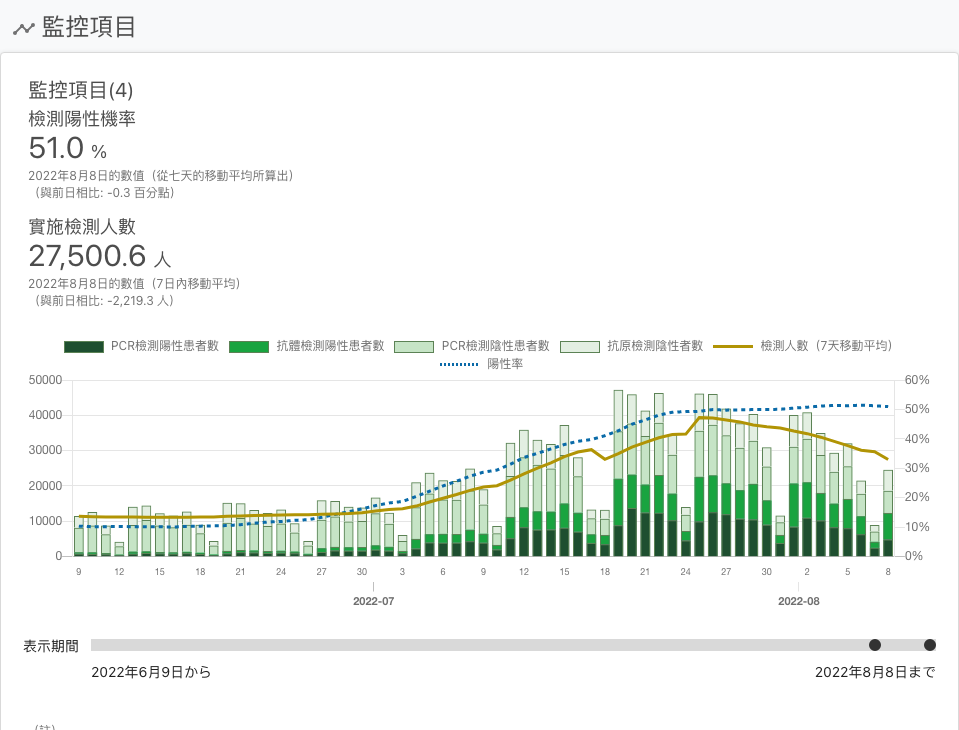 監控項目
監控項目(4)
檢測陽性機率
51.0 %
2022年8月8日的數值（從七天的移動平均所算出）
（與前日相比: -0.3 百分點）
實施檢測人數
27,500.6 人
2022年8月8日的數值（7日內移動平均）
（與前日相比: -2,219.3 人）
PCR檢測陽性患者數 抗體檢測陽性患者數 PCR檢測陰性患者數 抗原檢測陰性者數 檢測人數（7天移動平均）
陽性率
50000 60%
50%
40000 40%
30000 30%
20000 20%
10000 10%
0 0%
9 12 15 18 21 24 27 30 3 6 9 12 15 18 21 24 27 30 2 5 8
2022-07 2022-08
表示期間
2022年6月9日から 2022年8月8日まで
（註）